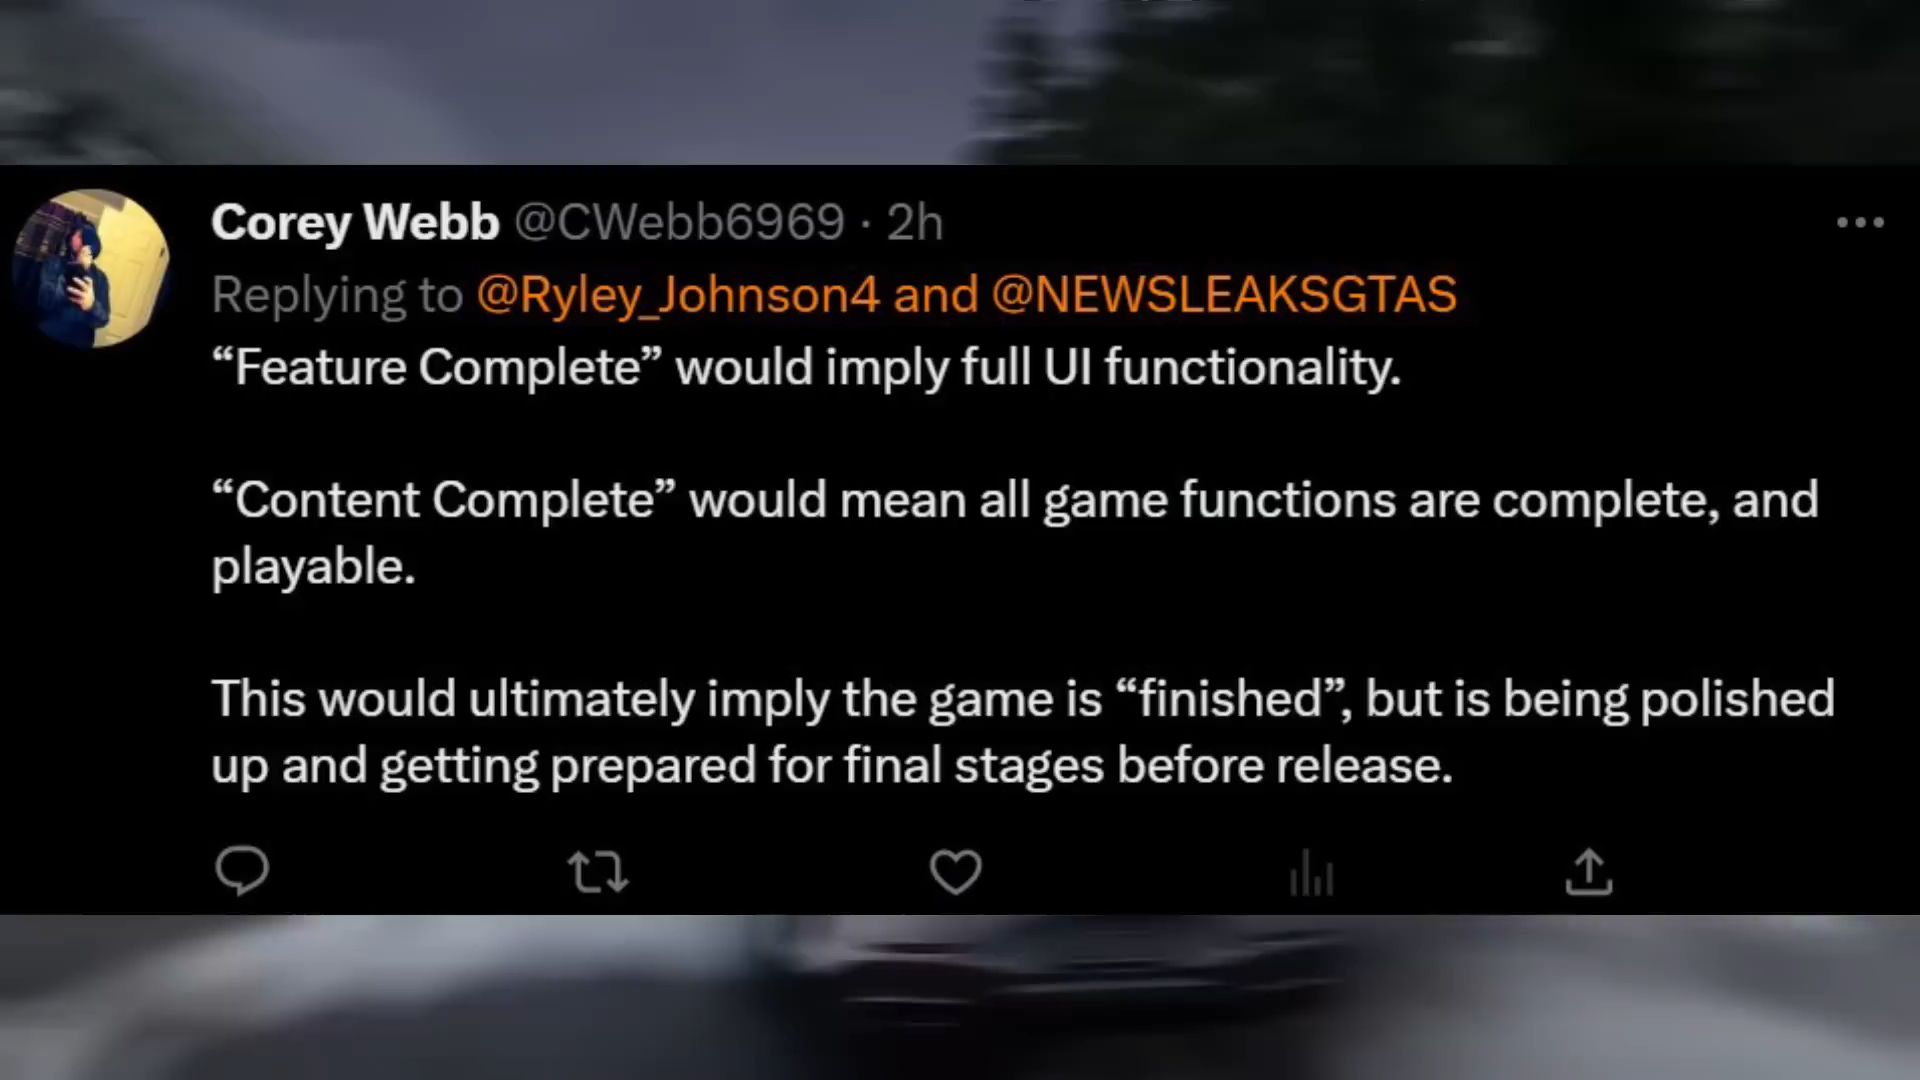 Corey Webb @CWebb6969 · 2h
Replying to @Ryley_Johnson4 and @NEWSLEAKSGTAS
“Feature Complete” would imply full UI functionality.
“Content Complete” would mean all game functions are complete, and
playable.
This would ultimately imply the game is “finished”, but is being polished
up and getting prepared for final stages before release.